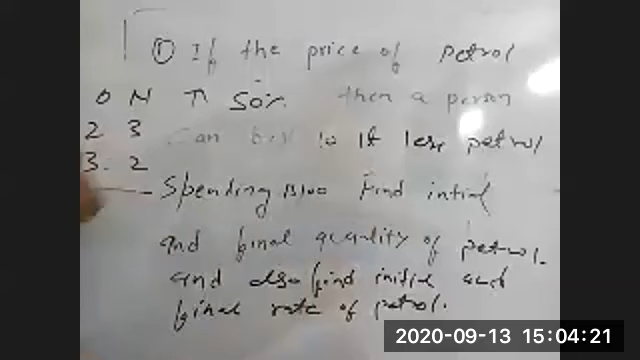 ① If the price of petrol
O N ↑ 50% then a person
2 3 can buy 10 lt less petrol
3 2
Spending 1500 Find intial
and final quality of petrol.
and also find initial and
final rate of petrol.
2020-09-13 15:04:21